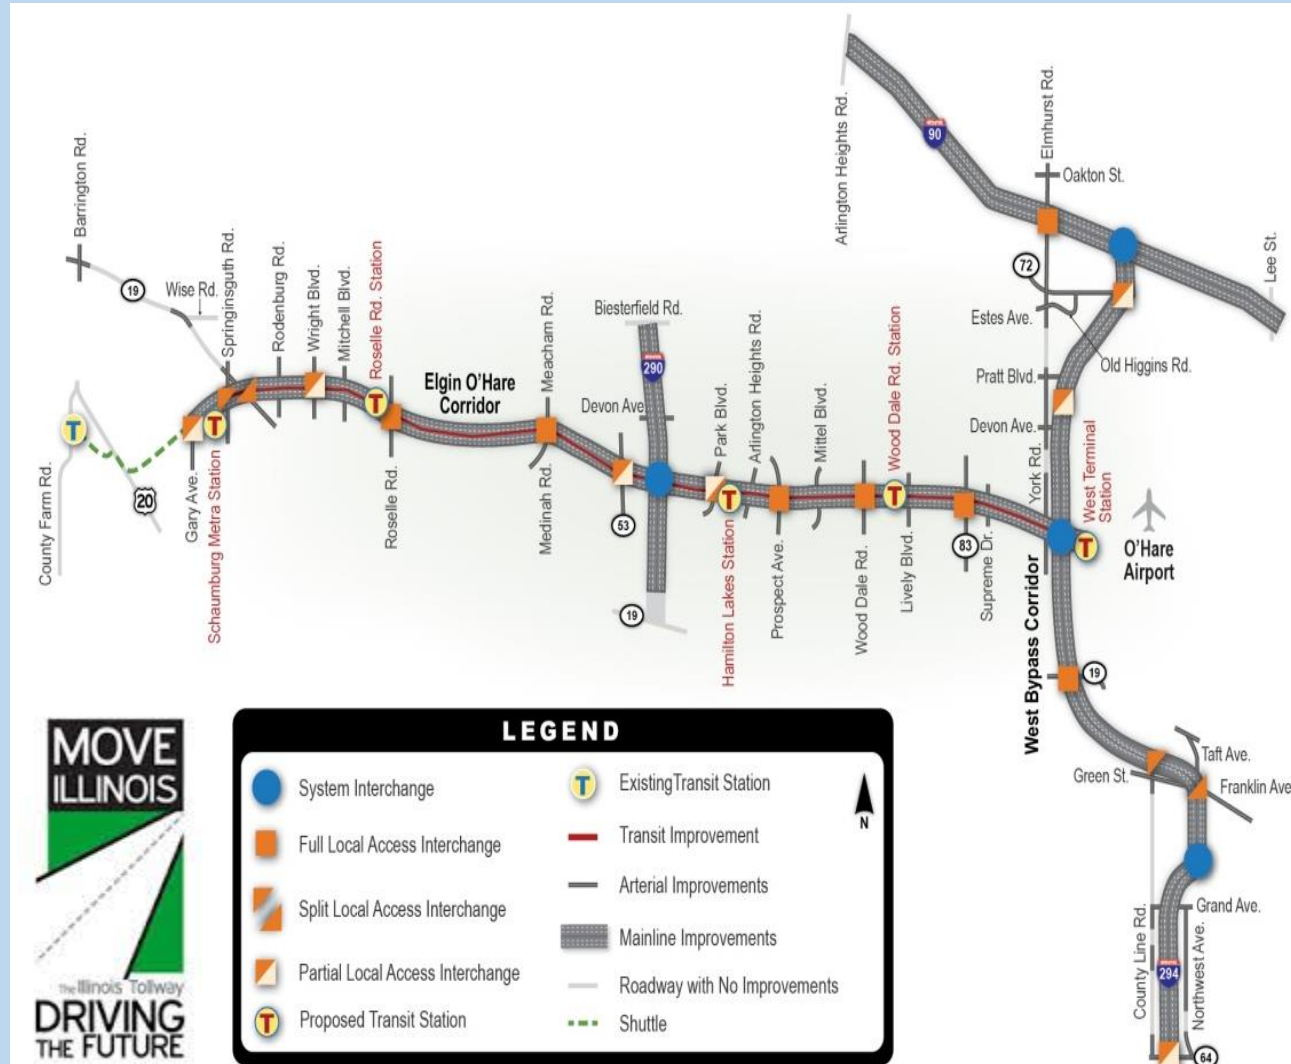 Barrington Rd.
19
Wise Rd.
Springinsguth Rd.
Rodenburg Rd.
Wright Blvd.
Mitchell Blvd.
Roselle Rd. Station
Elgin O'Hare
Corridor
Meacham Rd.
Biesterfield Rd.
290
Devon Ave.
Park Blvd.
Arlington Heights Rd.
Mittel Blvd.
Wood Dale Rd. Station
Arlington Heights Rd.
90
Elmhurst Rd.
Oakton St.
Lee St.
72
Estes Ave.
Old Higgins Rd.
Pratt Blvd.
Devon Ave.
York Rd.
West Terminal
Station
O'Hare
Airport
T
T
T
T
T
T
County Farm Rd.
20
Gary Ave.
Schaumburg Metra Station
Roselle Rd.
Medinah Rd.
53
19
Hamilton Lakes Station
Prospect Ave.
Wood Dale Rd.
Lively Blvd.
83
Supreme Dr.
West Bypass Corridor
19
Taft Ave.
Green St.
Franklin Ave
Grand Ave.
County Line Rd.
Northwest Ave.
294
64
MOVE
ILLINOIS
The Illinois Tollway
DRIVING
THE FUTURE
LEGEND
System Interchange
Full Local Access Interchange
Split Local Access Interchange
Partial Local Access Interchange
T Proposed Transit Station
T ExistingTransit Station
Transit Improvement
Arterial Improvements
Mainline Improvements
Roadway with No Improvements
Shuttle
N